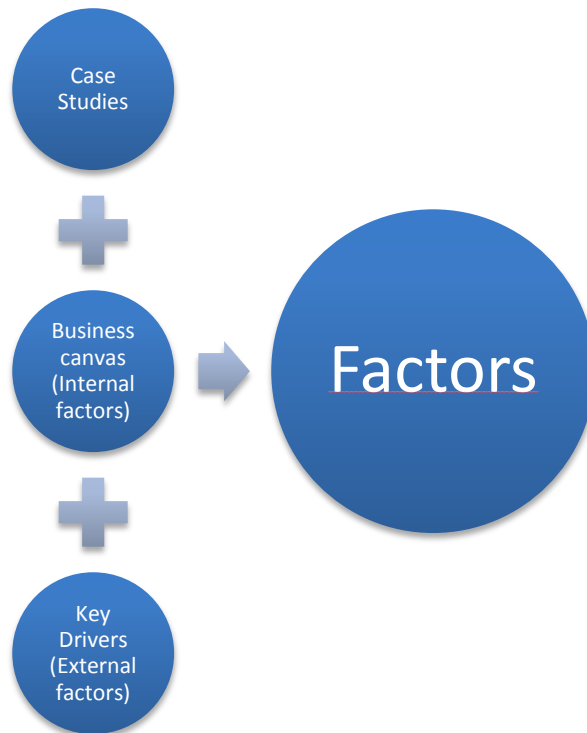 Case
Studies
Business
canvas
(Internal
factors)
Factors
Key
Drivers
(External
factors)